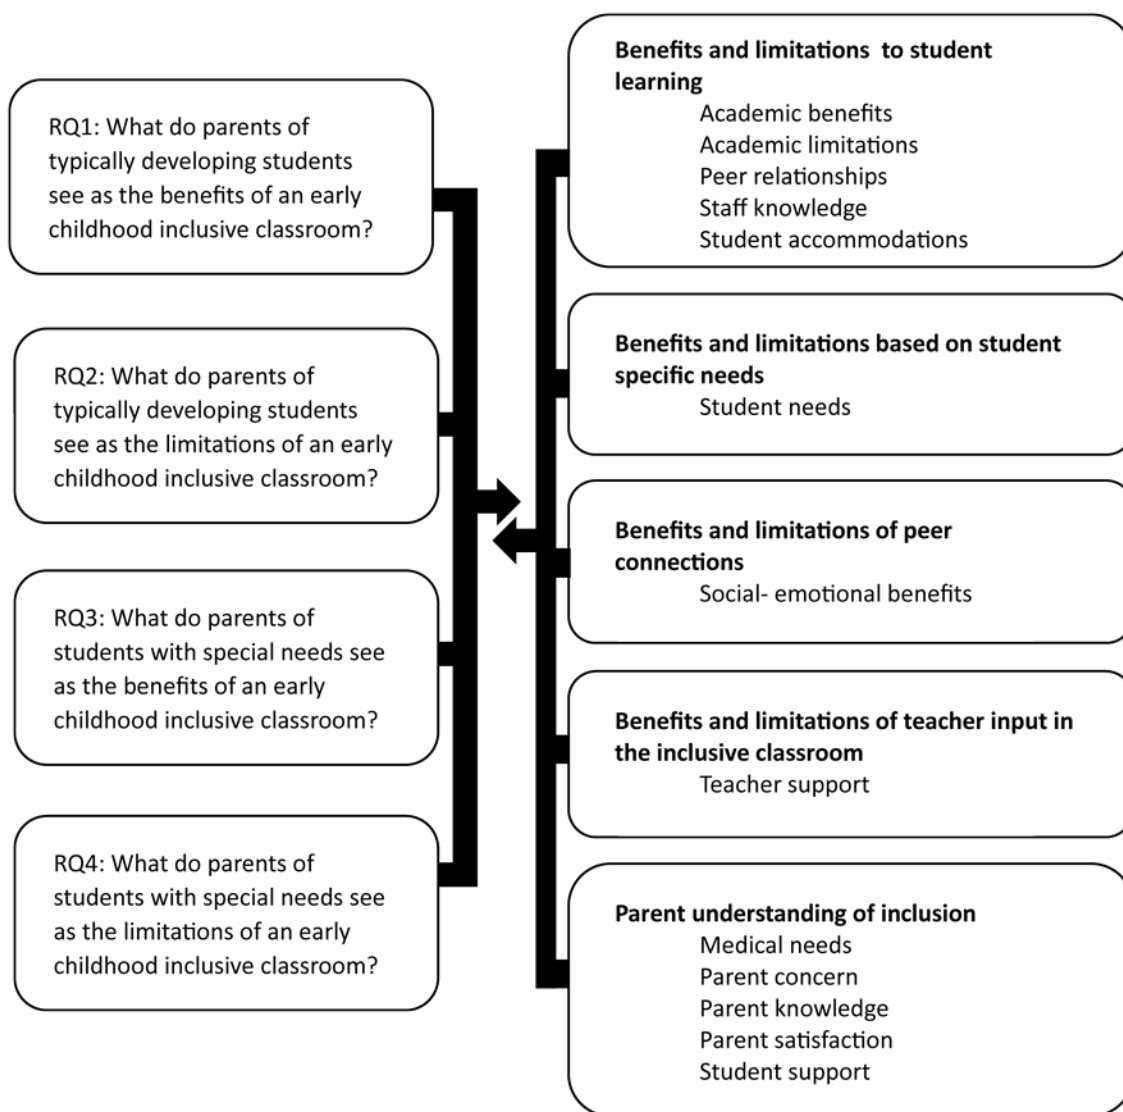 RQ1: What do parents of
typically developing students
see as the benefits of an early
childhood inclusive classroom?
RQ2: What do parents of
typically developing students
see as the limitations of an early
childhood inclusive classroom?
RQ3: What do parents of
students with special needs see
as the benefits of an early
childhood inclusive classroom?
RQ4: What do parents of
students with special needs see
as the limitations of an early
childhood inclusive classroom?
Benefits and limitations  to student
learning
Academic benefits
Academic limitations
Peer relationships
Staff knowledge
Student accommodations
Benefits and limitations based on student
specific needs
Student needs
Benefits and limitations of peer
connections
Social- emotional benefits
Benefits and limitations of teacher input in
the inclusive classroom
Teacher support
Parent understanding of inclusion
Medical needs
Parent concern
Parent knowledge
Parent satisfaction
Student support